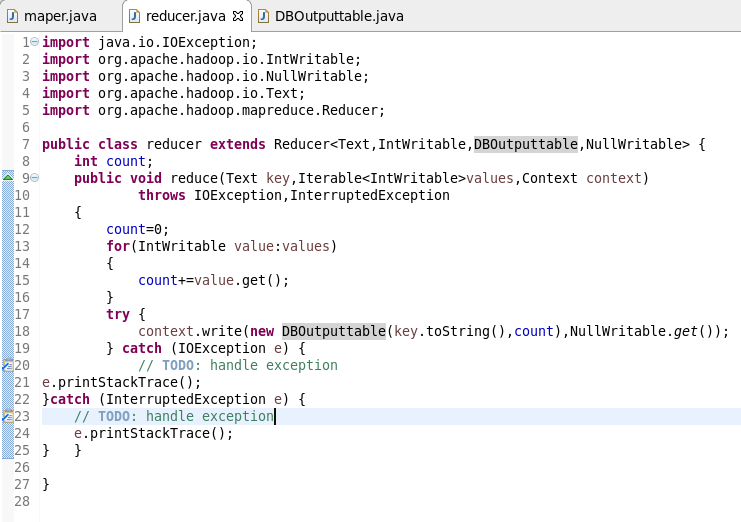 maper.java reducer.java DBOutputtable.java
1 import java.io.IOException;
2 import org.apache.hadoop.io.IntWritable;
3 import org.apache.hadoop.io.NullWritable;
4 import org.apache.hadoop.io.Text;
5 import org.apache.hadoop.mapreduce.Reducer;
6
7 public class reducer extends Reducer<Text,IntWritable,DBOutputtable,NullWritable> {
8     int count;
9     public void reduce(Text key,Iterable<IntWritable>values,Context context)
10             throws IOException,InterruptedException
11     {
12         count=0;
13         for(IntWritable value:values)
14         {
15             count+=value.get();
16         }
17         try {
18             context.write(new DBOutputtable(key.toString(),count),NullWritable.get());
19         } catch (IOException e) {
20             // TODO: handle exception
21 e.printStackTrace();
22 }catch (InterruptedException e) {
23     // TODO: handle exception
24     e.printStackTrace();
25 }   }
26
27 }
28